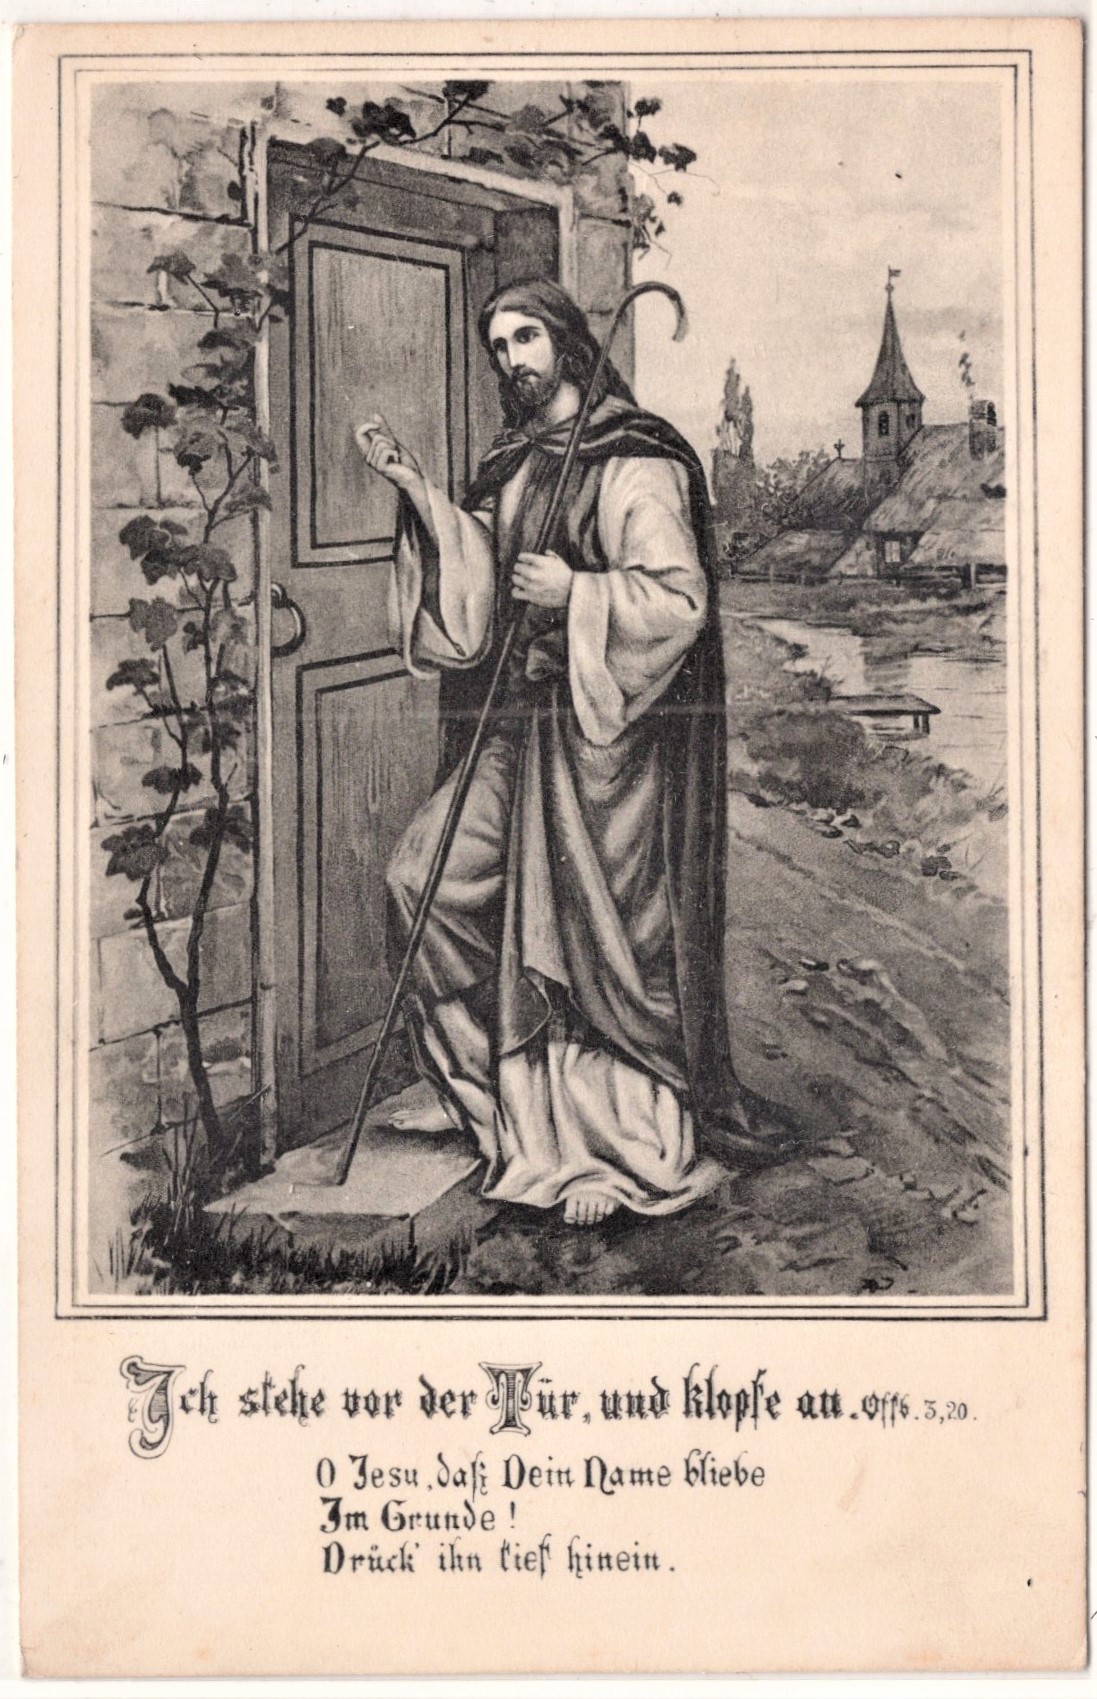 Ich stehe vor der Tür, und klopfe an. Offb. 3,20.
O Jesu, daß Dein Name bliebe
Im Grunde!
Drück' ihn tief hinein.